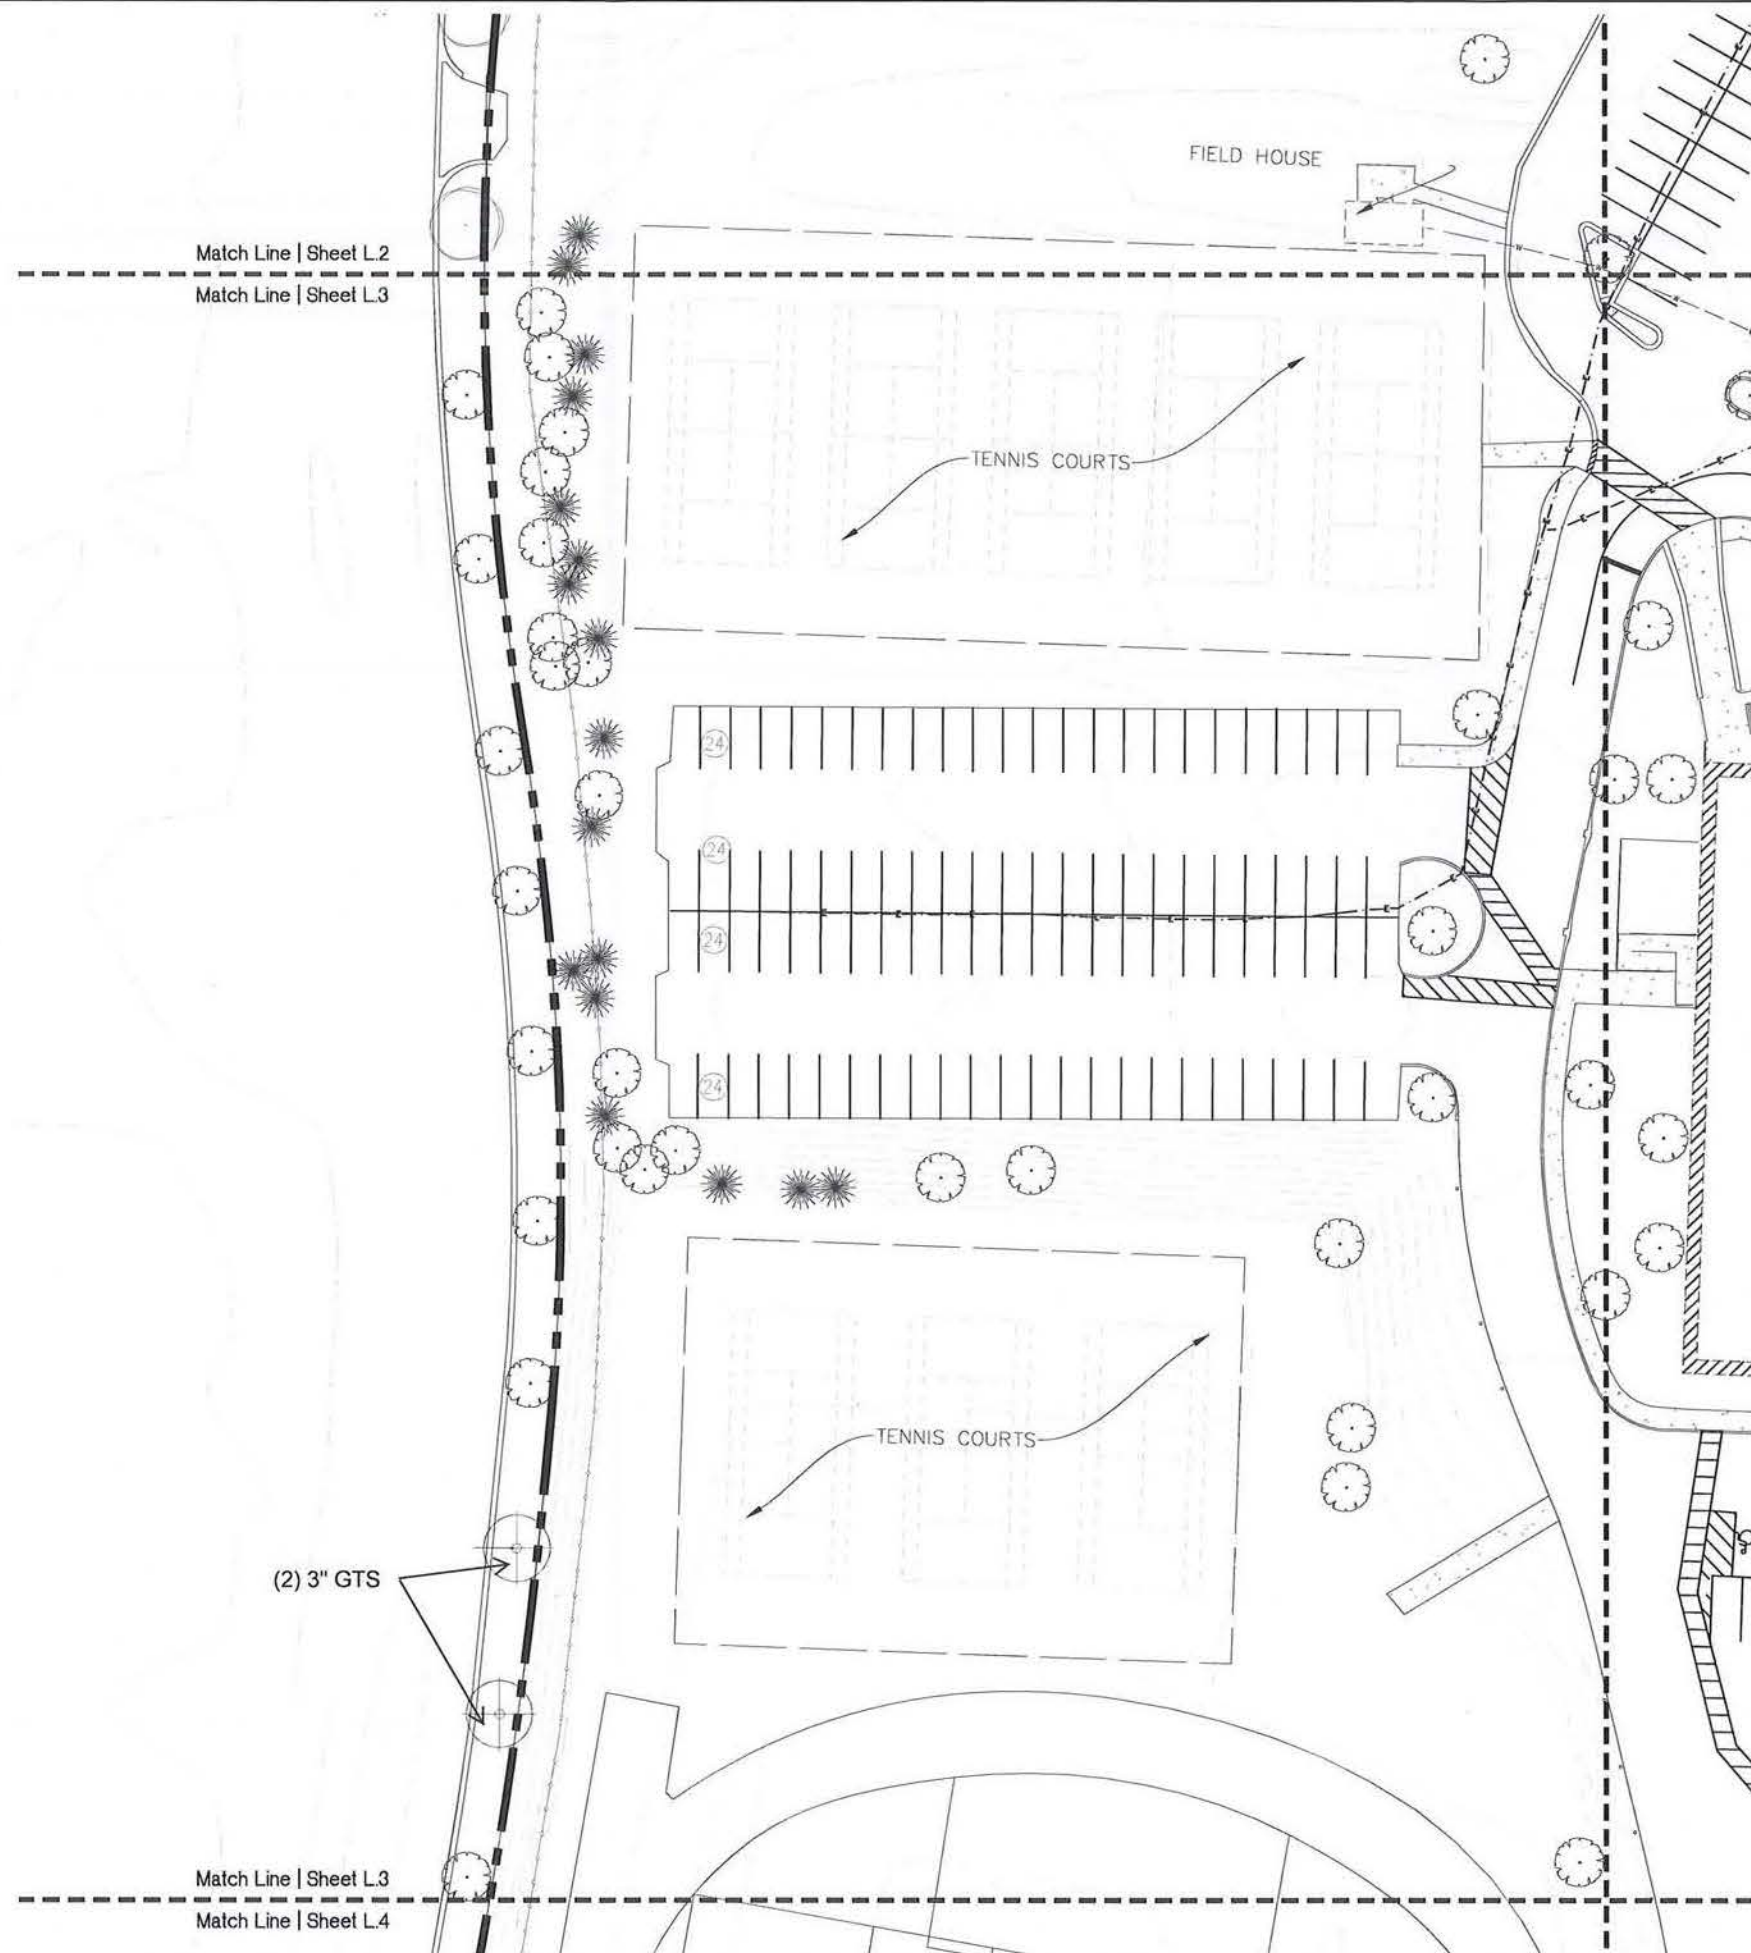 FIELD HOUSE
Match Line | Sheet L.2
Match Line | Sheet L.3
TENNIS COURTS
24
24
24
24
TENNIS COURTS
(2) 3" GTS
Match Line | Sheet L.3
Match Line | Sheet L.4